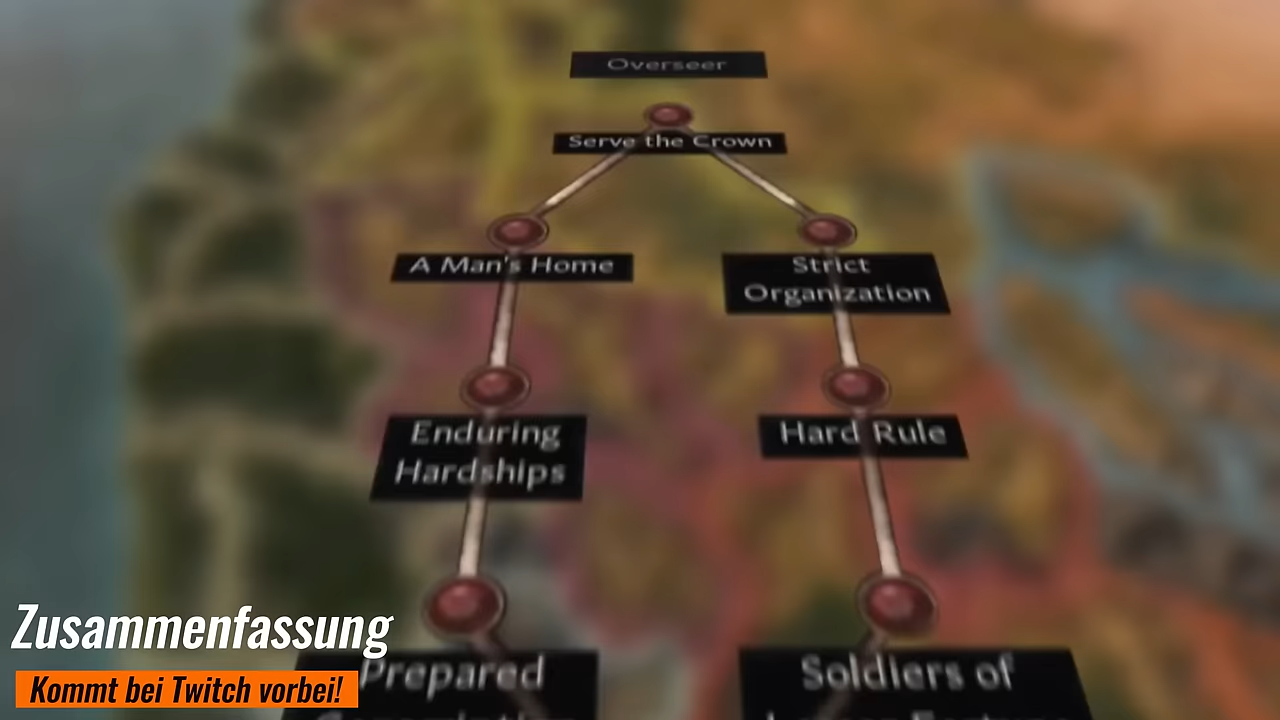 Overseer
Serve the Crown
A Man's Home
Strict
Organization
Enduring
Hardships
Hard Rule
Zusammenfassung
Kommt bei Twitch vorbei!
Prepared
Soldiers of